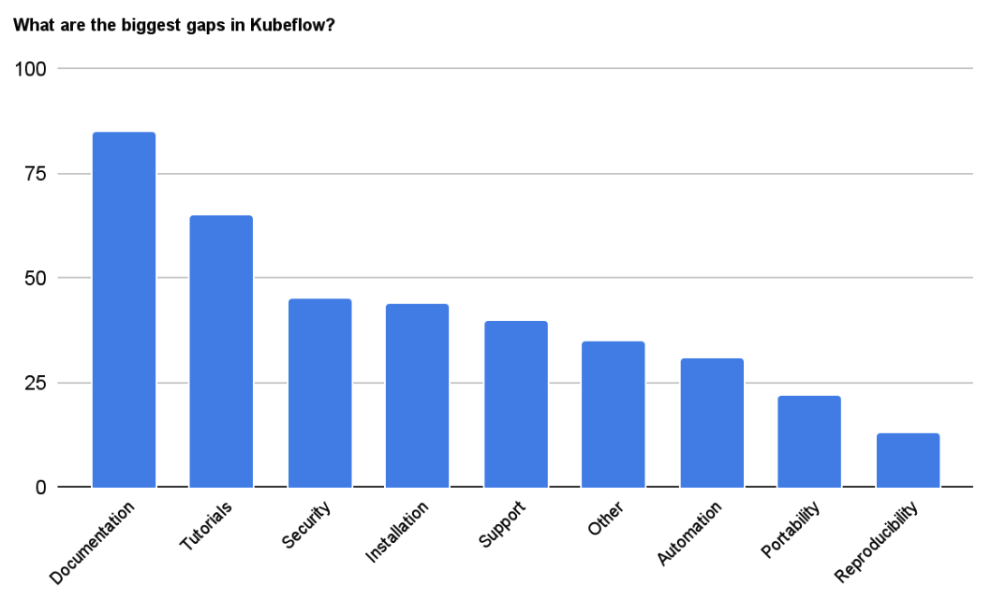 What are the biggest gaps in Kubeflow?
100
75
50
25
0
Documentation
Tutorials
Security
Installation
Support
Other
Automation
Portability
Reproducibility